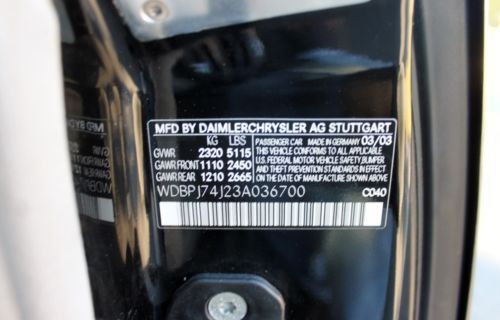 MFD BY DAIMLERCHRYSLER AG STUTTGART
KG LBS PASSENGER CAR MADE IN GERMANY 03/03
GVWR 2320 5115 THIS VEHICLE CONFORMS TO ALL APPLICABLE
GAWR FRONT 1110 2450 U.S. FEDERAL MOTOR VEHICLE SAFETY, BUMPER,
GAWR REAR 1210 2665 AND THEFT PREVENTION STANDARDS IN EFFECT
ON THE DATE OF MANUFACTURE SHOWN ABOVE
WDBPJ74J23A036700 C040